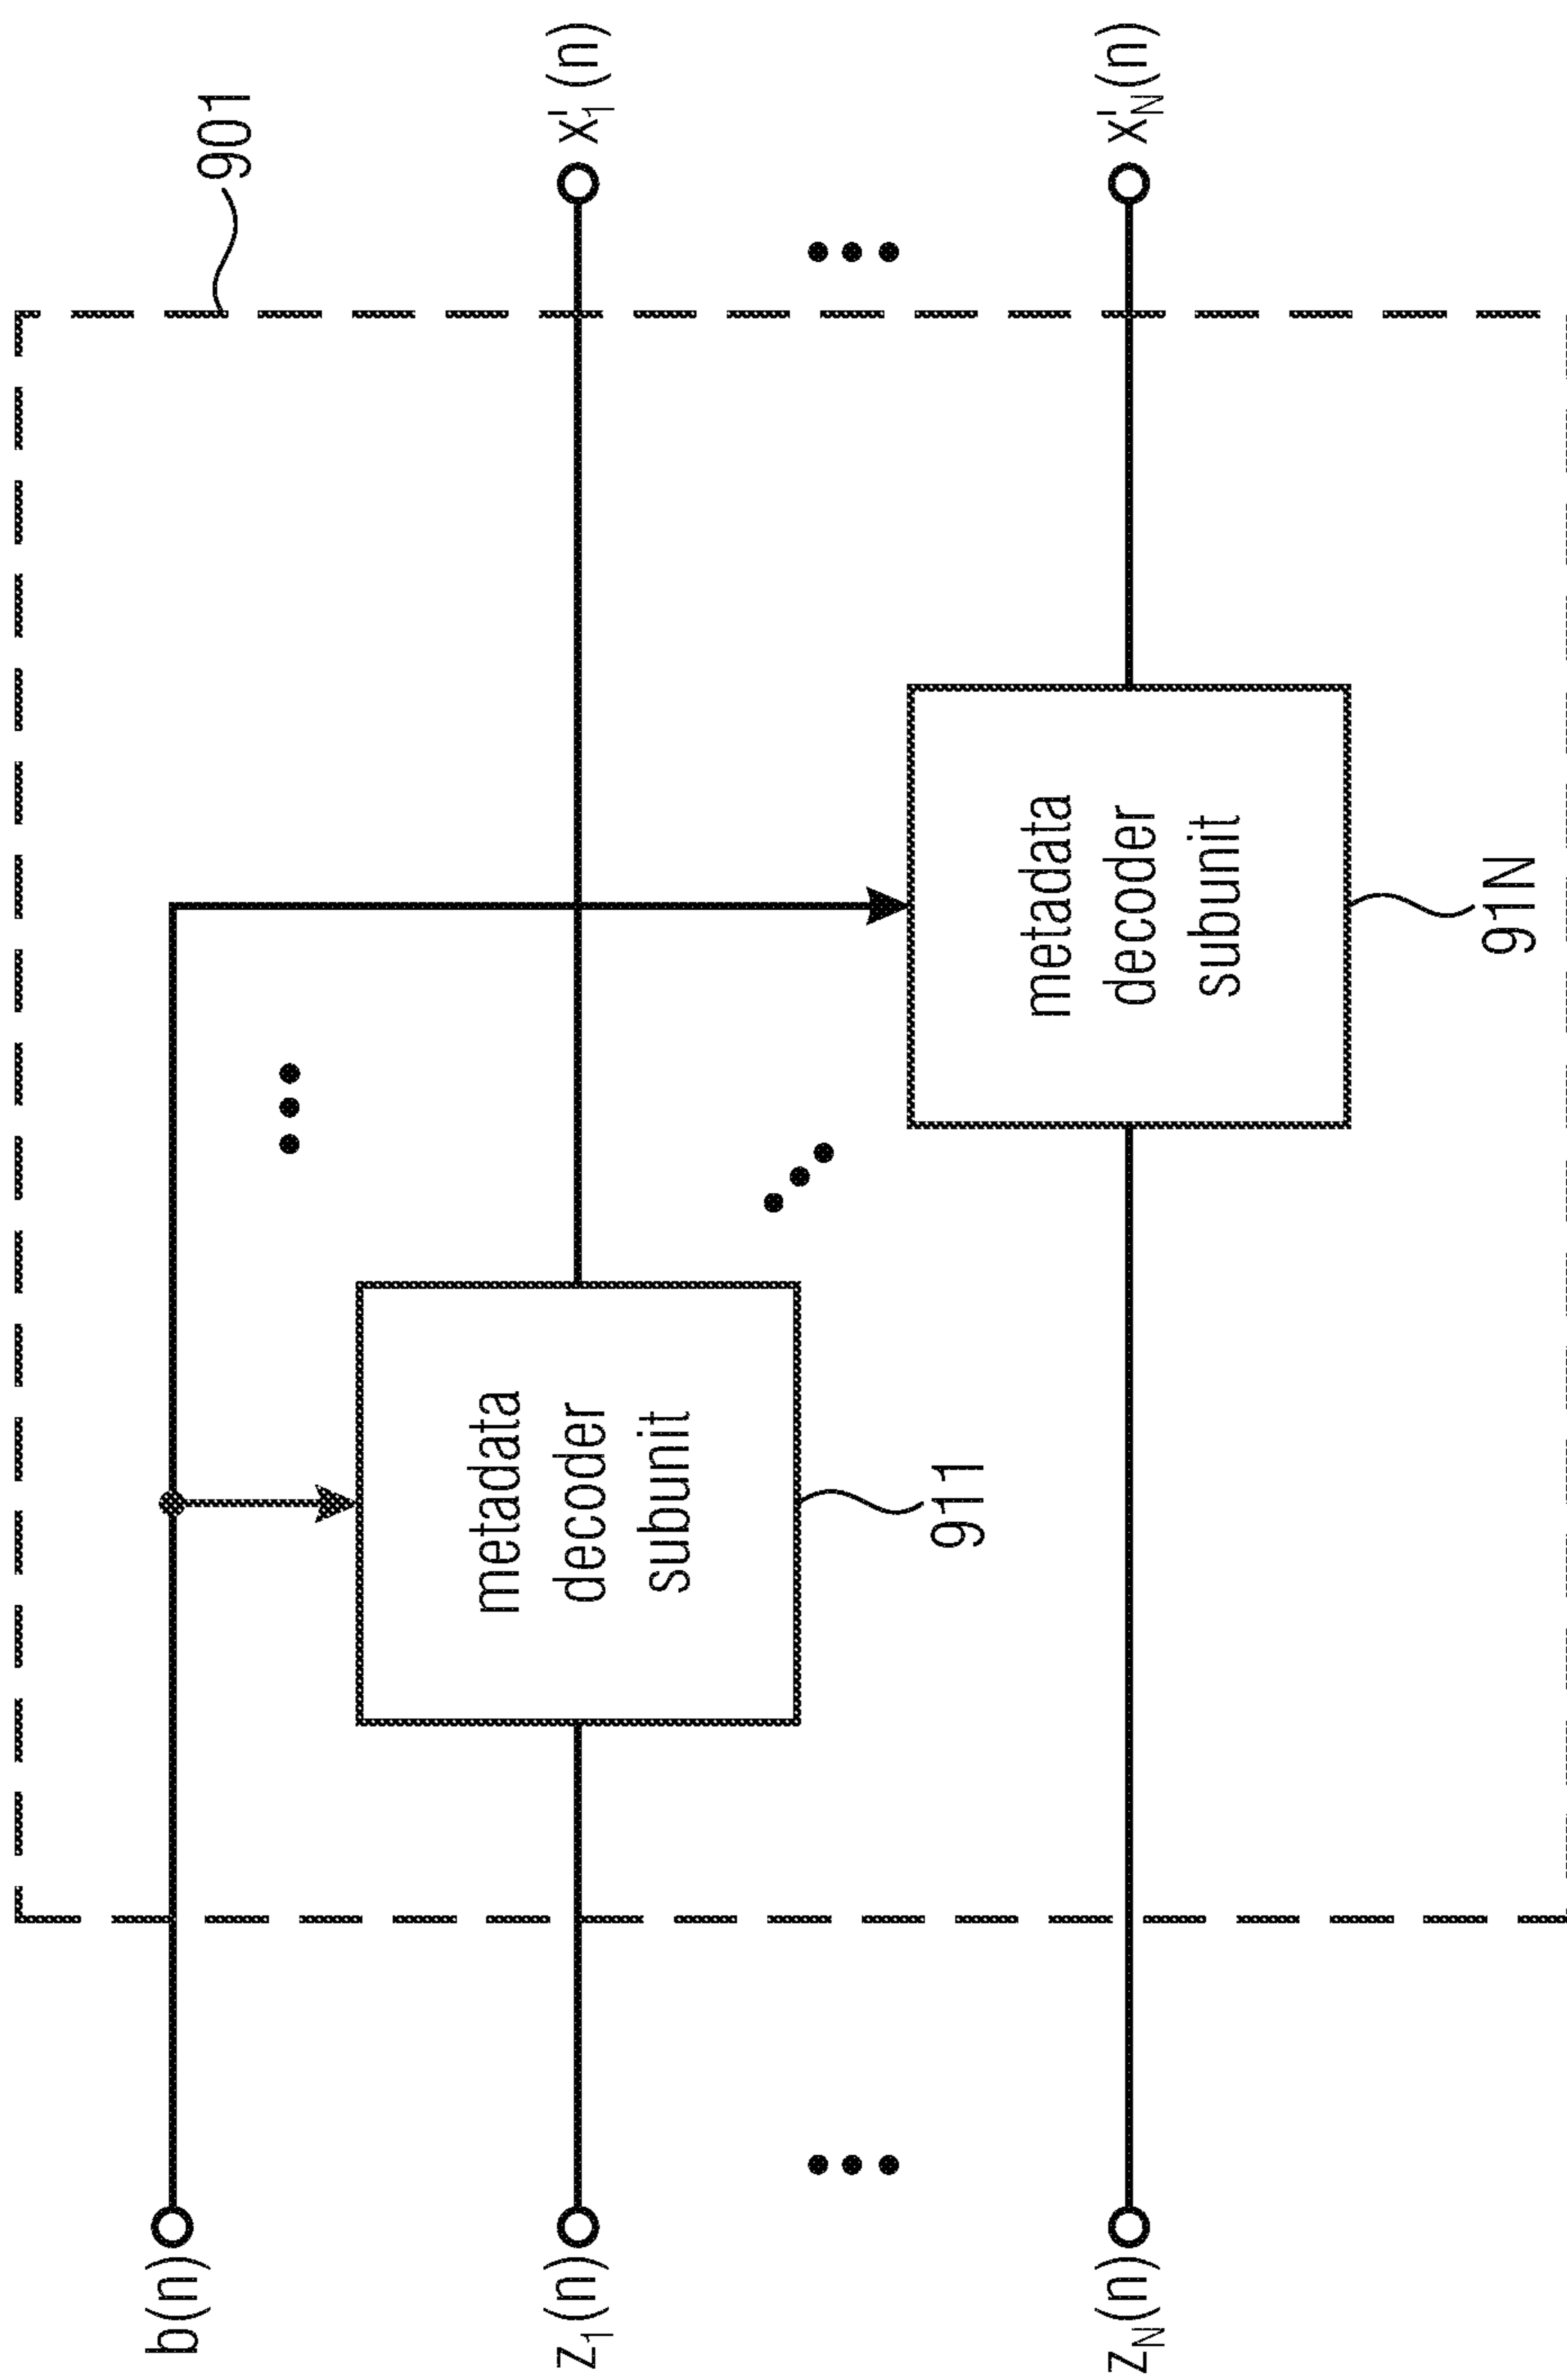 901
b(n)
z₁(n)
metadata
decoder
subunit
911
x'₁(n)
zN(n)
metadata
decoder
subunit
91N
x'N(n)